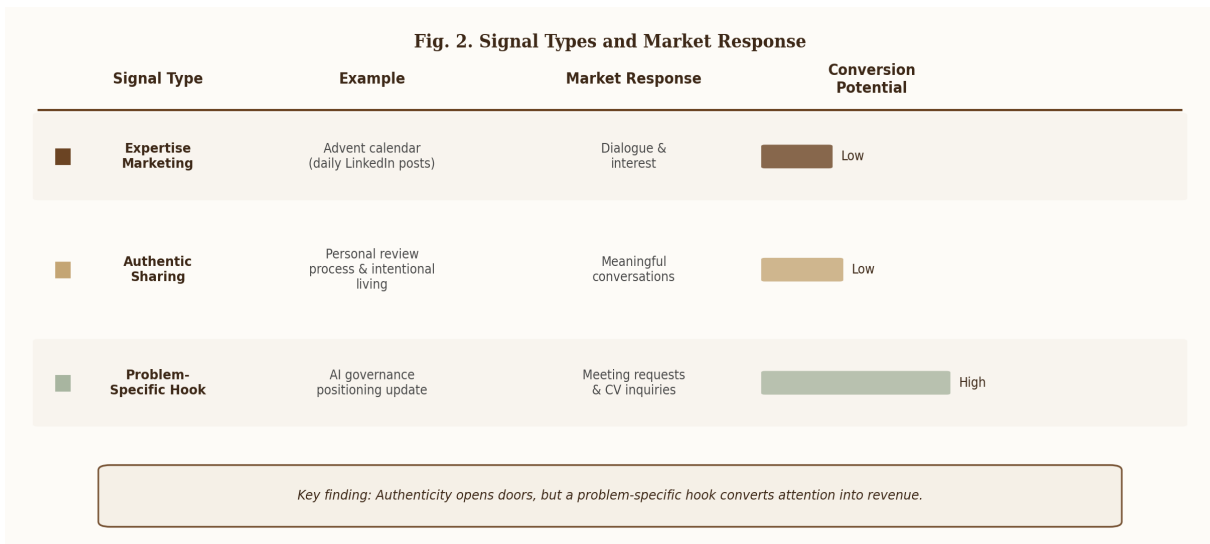 Fig. 2. Signal Types and Market Response
Signal Type
Example
Market Response
Conversion
Potential
Expertise
Marketing
Advent calendar
(daily LinkedIn posts)
Dialogue &
interest
Low
Authentic
Sharing
Personal review
process & intentional
living
Meaningful
conversations
Low
Problem-
Specific Hook
AI governance
positioning update
Meeting requests
& CV inquiries
High
Key finding: Authenticity opens doors, but a problem-specific hook converts attention into revenue.